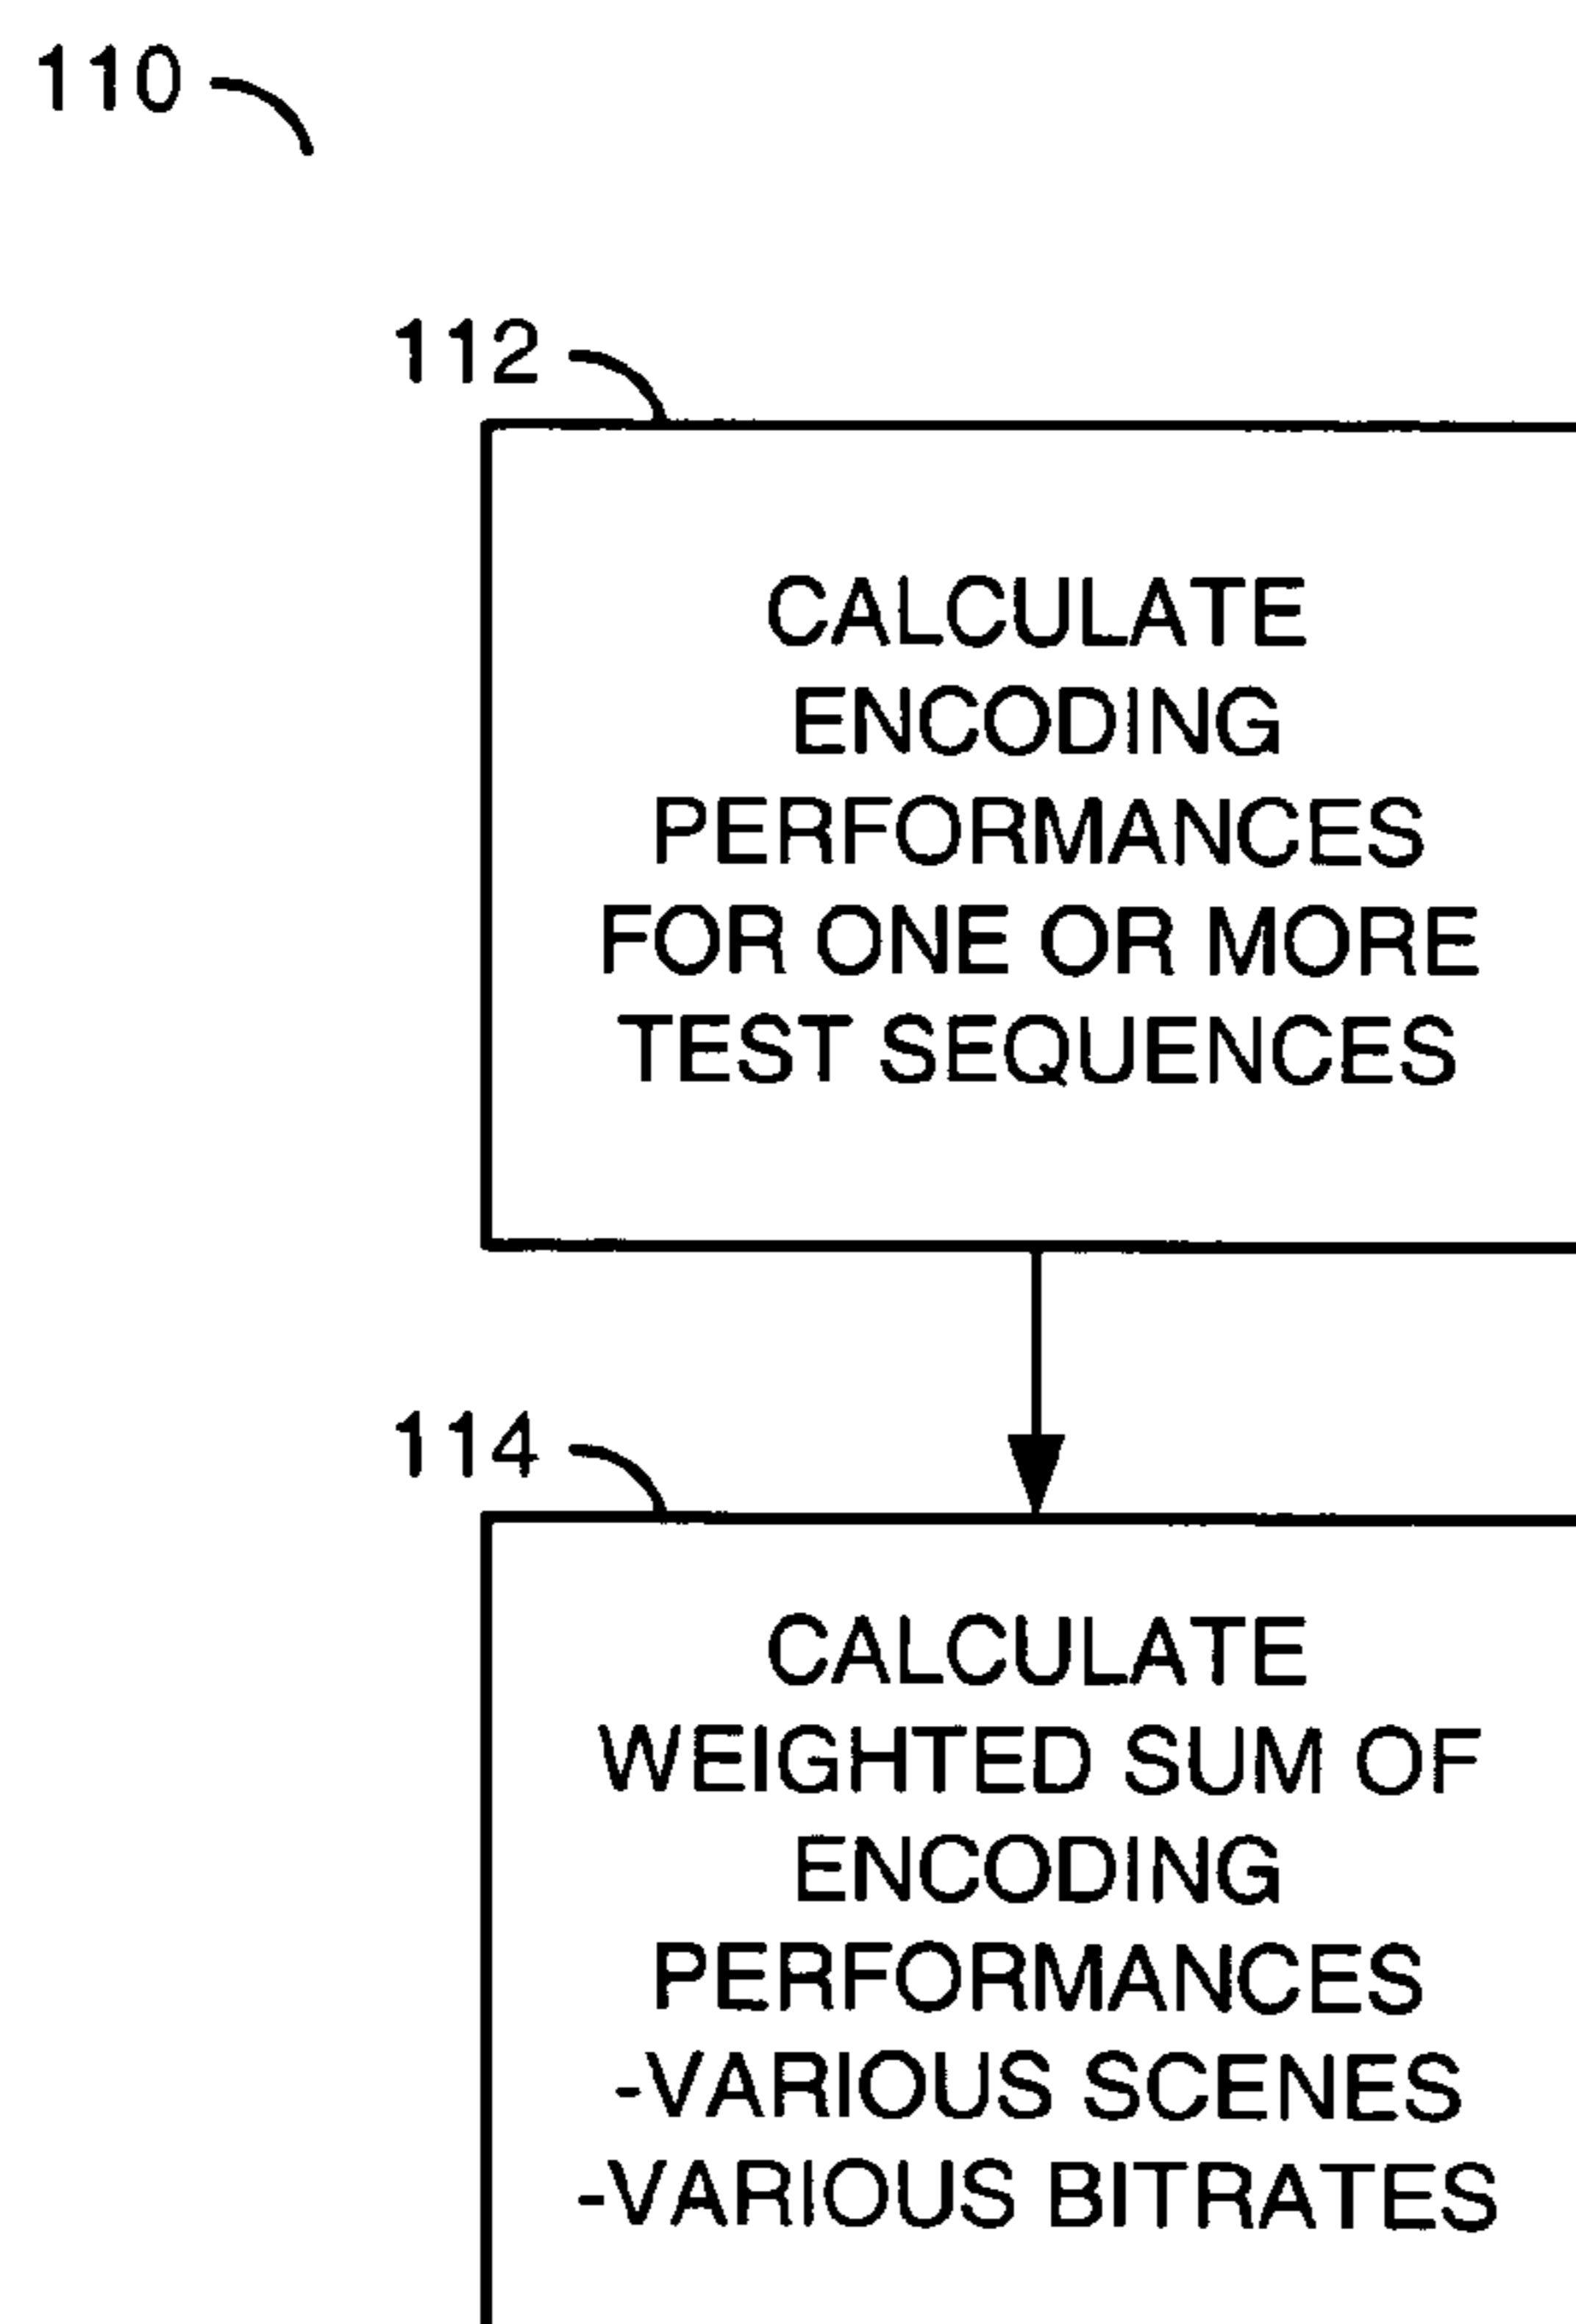 110
112
CALCULATE
ENCODING
PERFORMANCES
FOR ONE OR MORE
TEST SEQUENCES
114
CALCULATE
WEIGHTED SUM OF
ENCODING
PERFORMANCES
-VARIOUS SCENES
-VARIOUS BITRATES